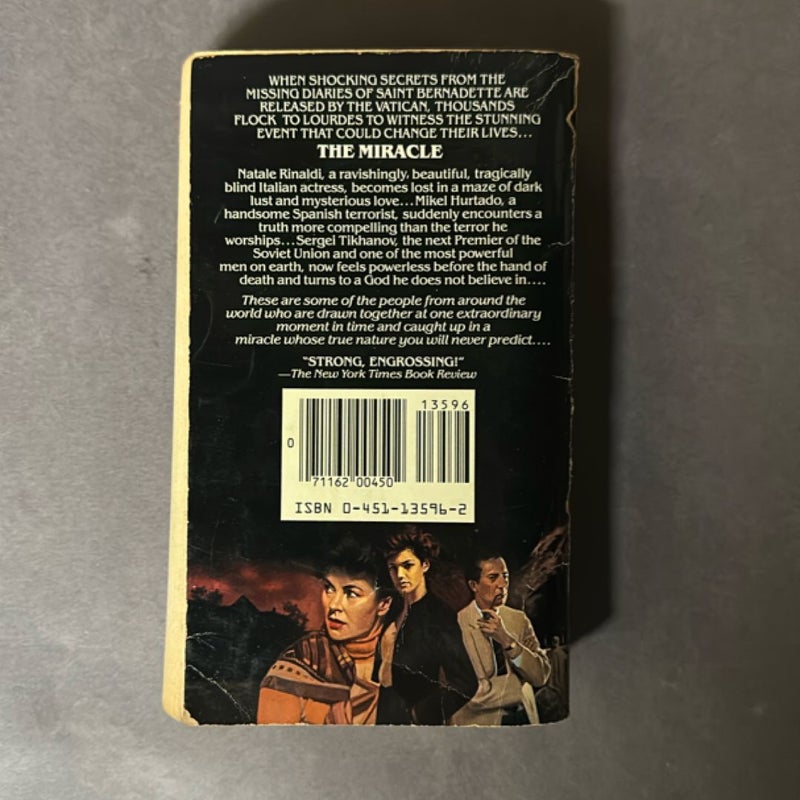 WHEN SHOCKING SECRETS FROM THE
MISSING DIARIES OF SAINT BERNADETTE ARE
RELEASED BY THE VATICAN, THOUSANDS
FLOCK TO LOURDES TO WITNESS THE STUNNING
EVENT THAT COULD CHANGE THEIR LIVES...
THE MIRACLE
Natale Rinaldi, a ravishingly, beautiful, tragically
blind Italian actress, becomes lost in a maze of dark
lust and mysterious love...Mikel Hurtado, a
handsome Spanish terrorist, suddenly encounters a
truth more compelling than the terror he
worships...Sergei Tikhanov, the next Premier of the
Soviet Union and one of the most powerful
men on earth, now feels powerless before the hand of
death and turns to a God he does not believe in....
These are some of the people from around the
world who are drawn together at one extraordinary
moment in time and caught up in a
miracle whose true nature you will never predict....
"STRONG, ENGROSSING!"
—The New York Times Book Review
13596
0
71162 00450
ISBN 0-451-13596-2